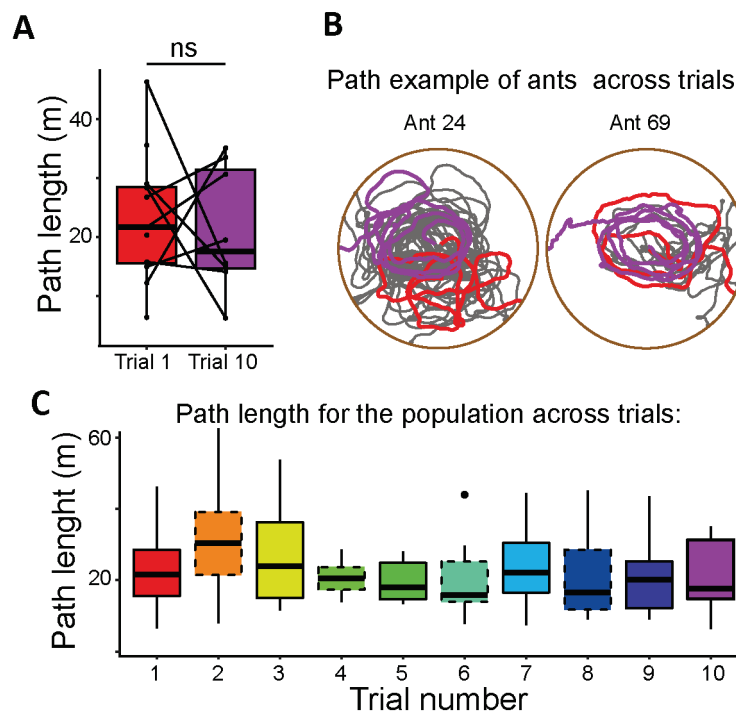 A
ns
Path length (m)
40
20
Trial 1 Trial 10
B
Path example of ants across trials
Ant 24 Ant 69
C
Path length for the population across trials:
Path lenght (m)
60
20
1 2 3 4 5 6 7 8 9 10
Trial number